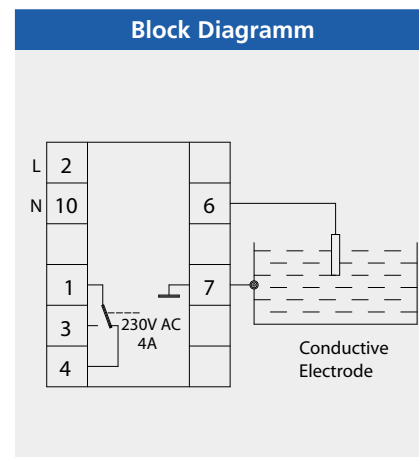 Block Diagramm
L 2
N 10 6
1 7
3 230V AC
4A
4
Conductive
Electrode